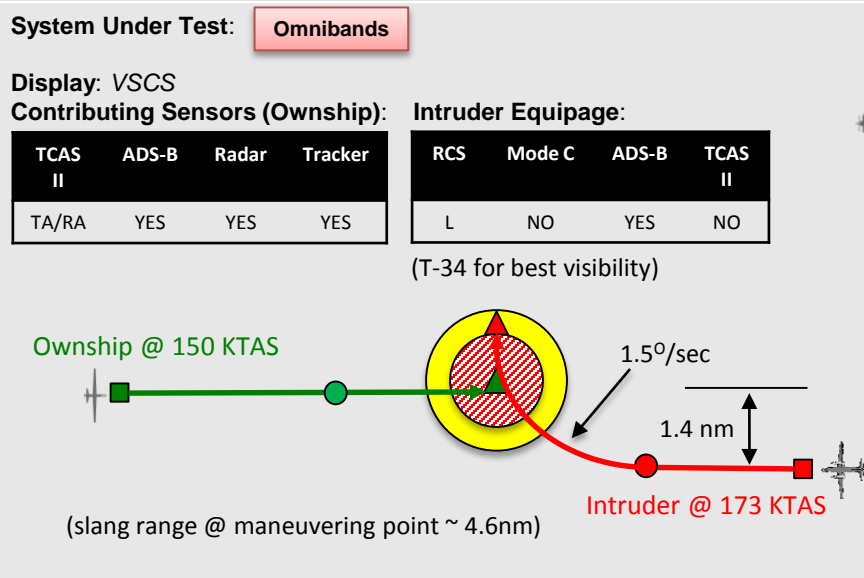 System Under Test:
Omnibands
Display: VSCS
Contributing Sensors (Ownship): Intruder Equipage:
TCAS II ADS-B Radar Tracker
TA/RA YES YES YES
RCS Mode C ADS-B TCAS II
L NO YES NO
(T-34 for best visibility)
Ownship @ 150 KTAS
1.5⁰/sec
1.4 nm
Intruder @ 173 KTAS
(slang range @ maneuvering point ~ 4.6nm)